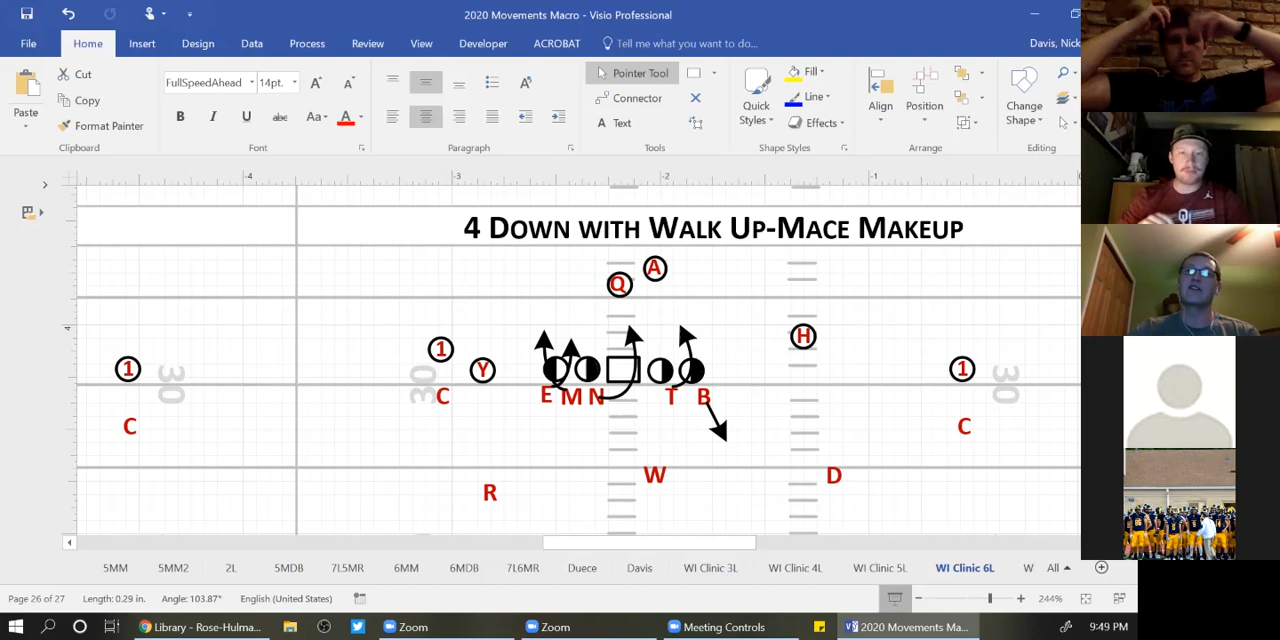 2020 Movements Macro - Visio Professional
File Home Insert Design Data Process Review View Developer ACROBAT Tell me what you want to do... Davis, Nick
Paste Cut Copy Format Painter Clipboard
FullSpeedAhead 14pt. A A
B I U abc Aa A Font
Paragraph
Pointer Tool Connector Text Tools
Quick Styles Fill Line Effects Shape Styles
Align Position Arrange
Change Shape Editing
-4 -3 -2 -1
4 DOWN WITH WALK UP-MACE MAKEUP
A
Q
4
H
1
1 Y 1
30 30 30
C E M N T B
C C
W D
R
5MM 5MM2 2L 5MDB 7L5MR 6MM 6MDB 7L6MR Duece Davis WI Clinic 3L WI Clinic 4L WI Clinic 5L WI Clinic 6L W All
Page 26 of 27 Length: 0.29 in. Angle: 103.87° English (United States) 244%
Library - Rose-Hulma... Zoom Zoom Meeting Controls 2020 Movements Ma... 9:49 PM